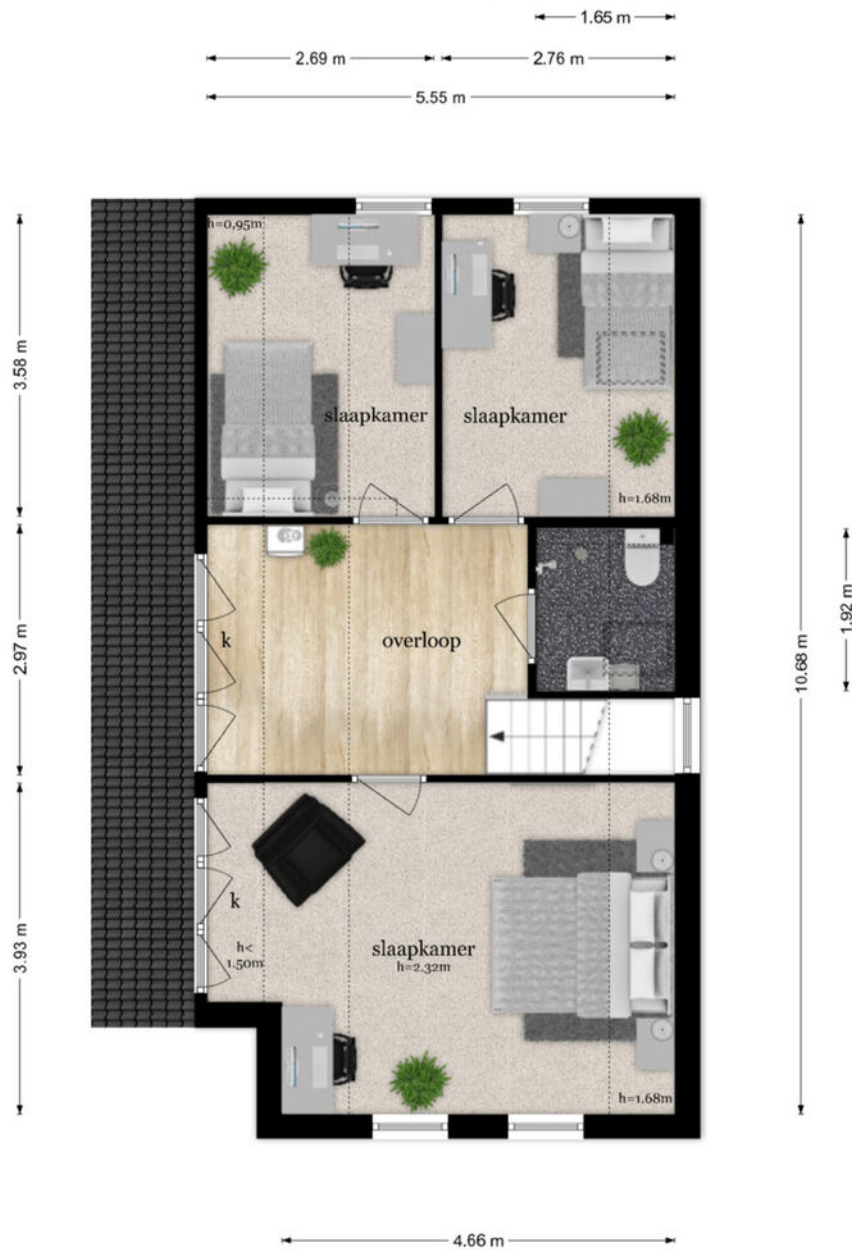 1.65 m
2.69 m
2.76 m
5.55 m
h=0,95m
3.58 m
slaapkamer
slaapkamer
h=1.68m
2.97 m
k
overloop
1.92 m
10.68 m
3.93 m
k
h<
1.50m
slaapkamer
h=2.32m
h=1.68m
4.66 m